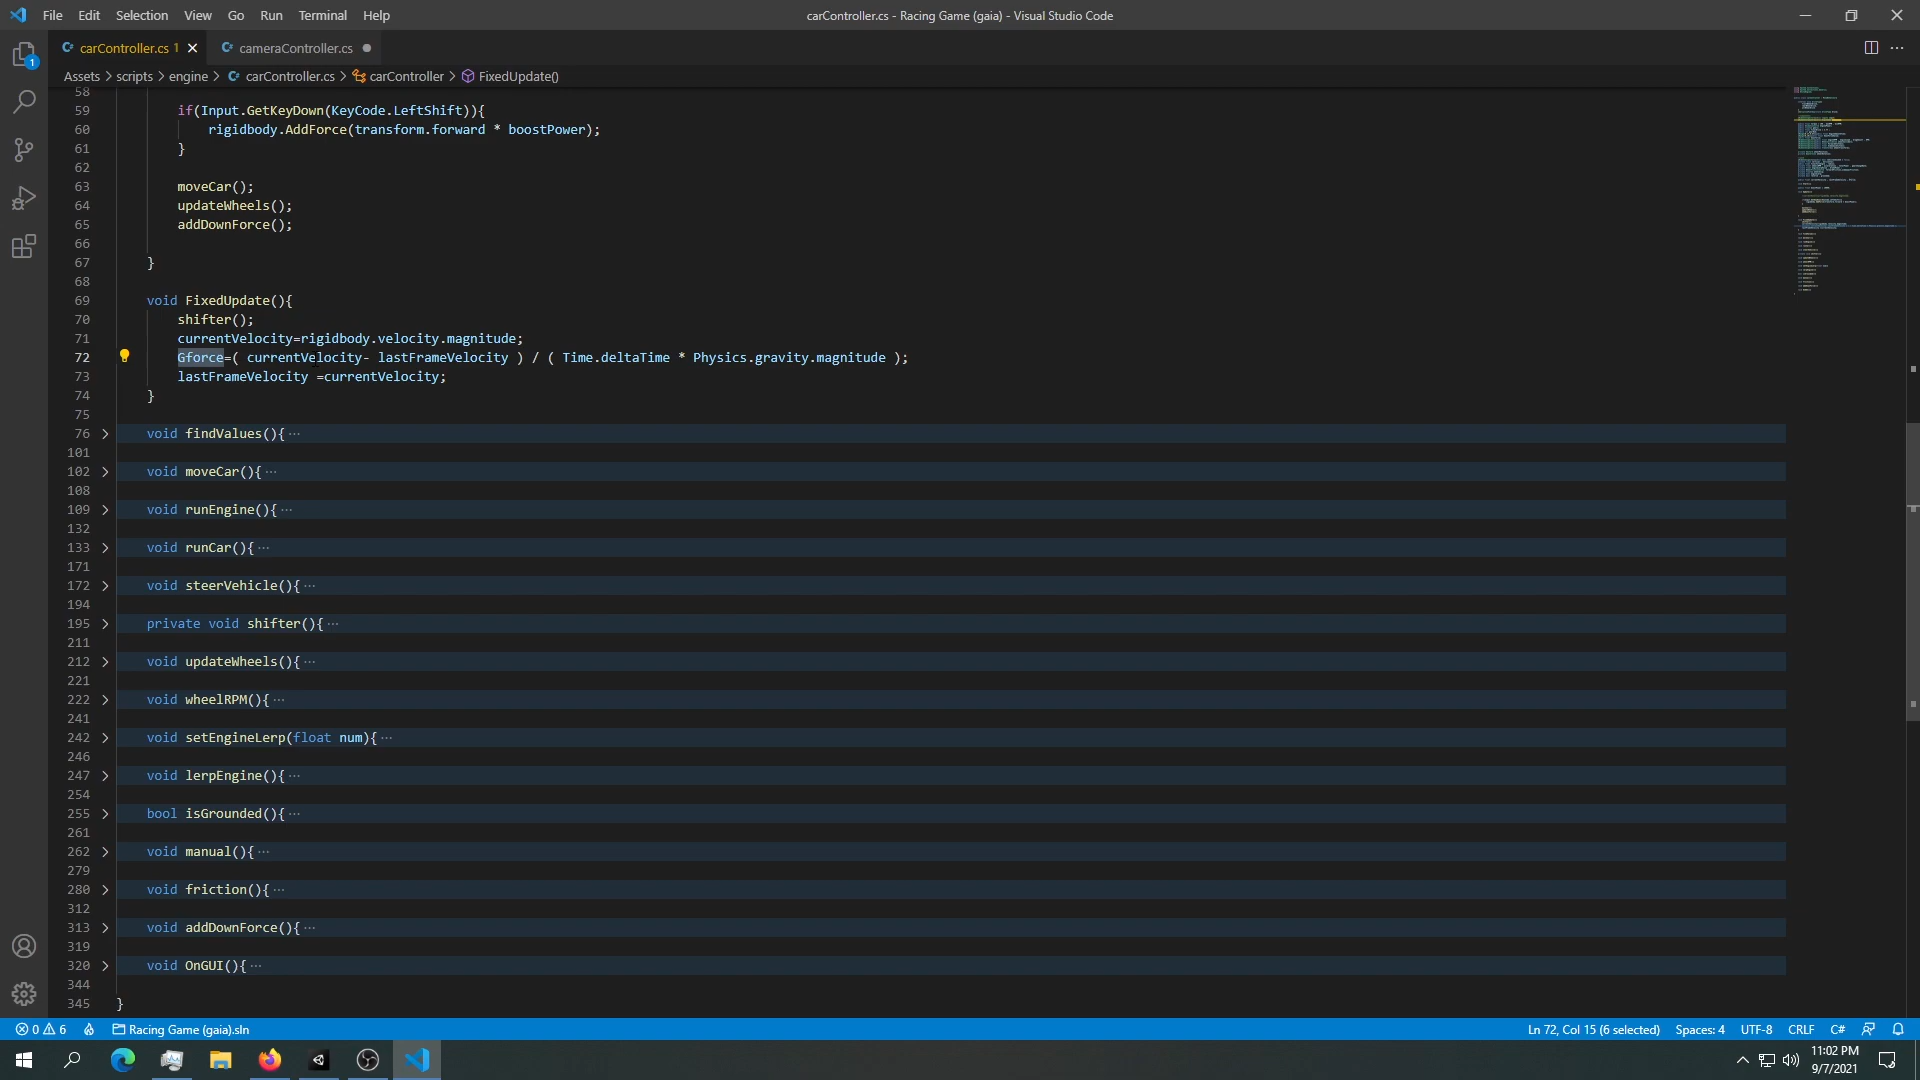 File Edit Selection View Go Run Terminal Help
carController.cs - Racing Game (gaia) - Visual Studio Code
carController.cs 1
cameraController.cs
Assets > scripts > engine > carController.cs > carController > FixedUpdate()
58
59 if(Input.GetKeyDown(KeyCode.LeftShift)){
60 rigidbody.AddForce(transform.forward * boostPower);
61 }
62
63 moveCar();
64 updateWheels();
65 addDownForce();
66
67 }
68
69 void FixedUpdate(){
70 shifter();
71 currentVelocity=rigidbody.velocity.magnitude;
72 Gforce=( currentVelocity- lastFrameVelocity ) / ( Time.deltaTime * Physics.gravity.magnitude );
73 lastFrameVelocity =currentVelocity;
74 }
75
76 void findValues(){ ...
101
102 void moveCar(){ ...
108
109 void runEngine(){ ...
132
133 void runCar(){ ...
171
172 void steerVehicle(){ ...
194
195 private void shifter(){ ...
211
212 void updateWheels(){ ...
221
222 void wheelRPM(){ ...
241
242 void setEngineLerp(float num){ ...
246
247 void lerpEngine(){ ...
254
255 bool isGrounded(){ ...
261
262 void manual(){ ...
279
280 void friction(){ ...
312
313 void addDownForce(){ ...
319
320 void OnGUI(){ ...
344
345 }
1
0 6 Racing Game (gaia).sln
Ln 72, Col 15 (6 selected) Spaces: 4 UTF-8 CRLF C#
11:02 PM
9/7/2021